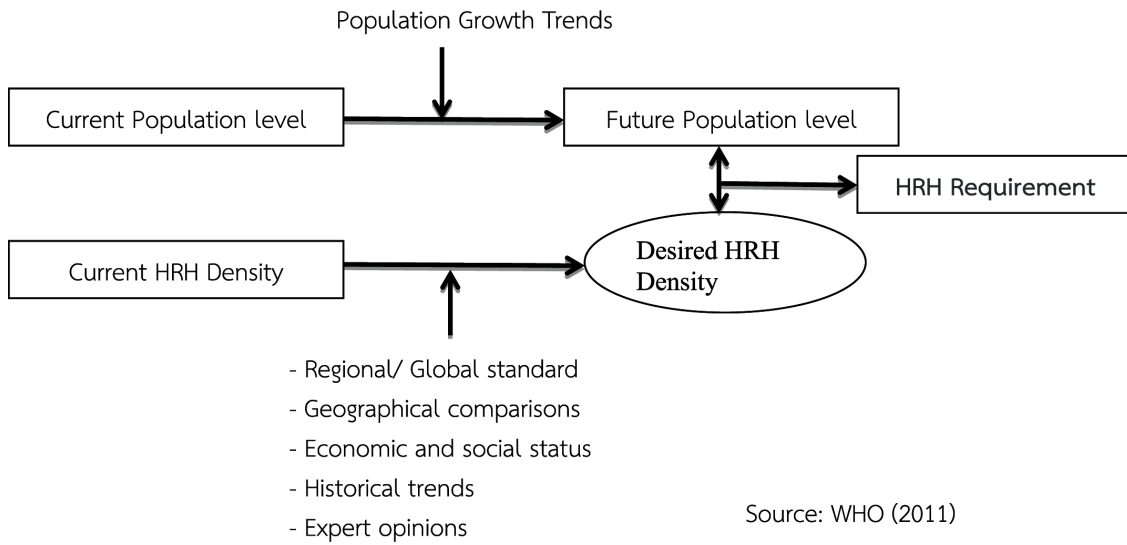 Population Growth Trends
Current Population level
Future Population level
HRH Requirement
Current HRH Density
Desired HRH
Density
- Regional/ Global standard
- Geographical comparisons
- Economic and social status
- Historical trends
- Expert opinions
Source: WHO (2011)